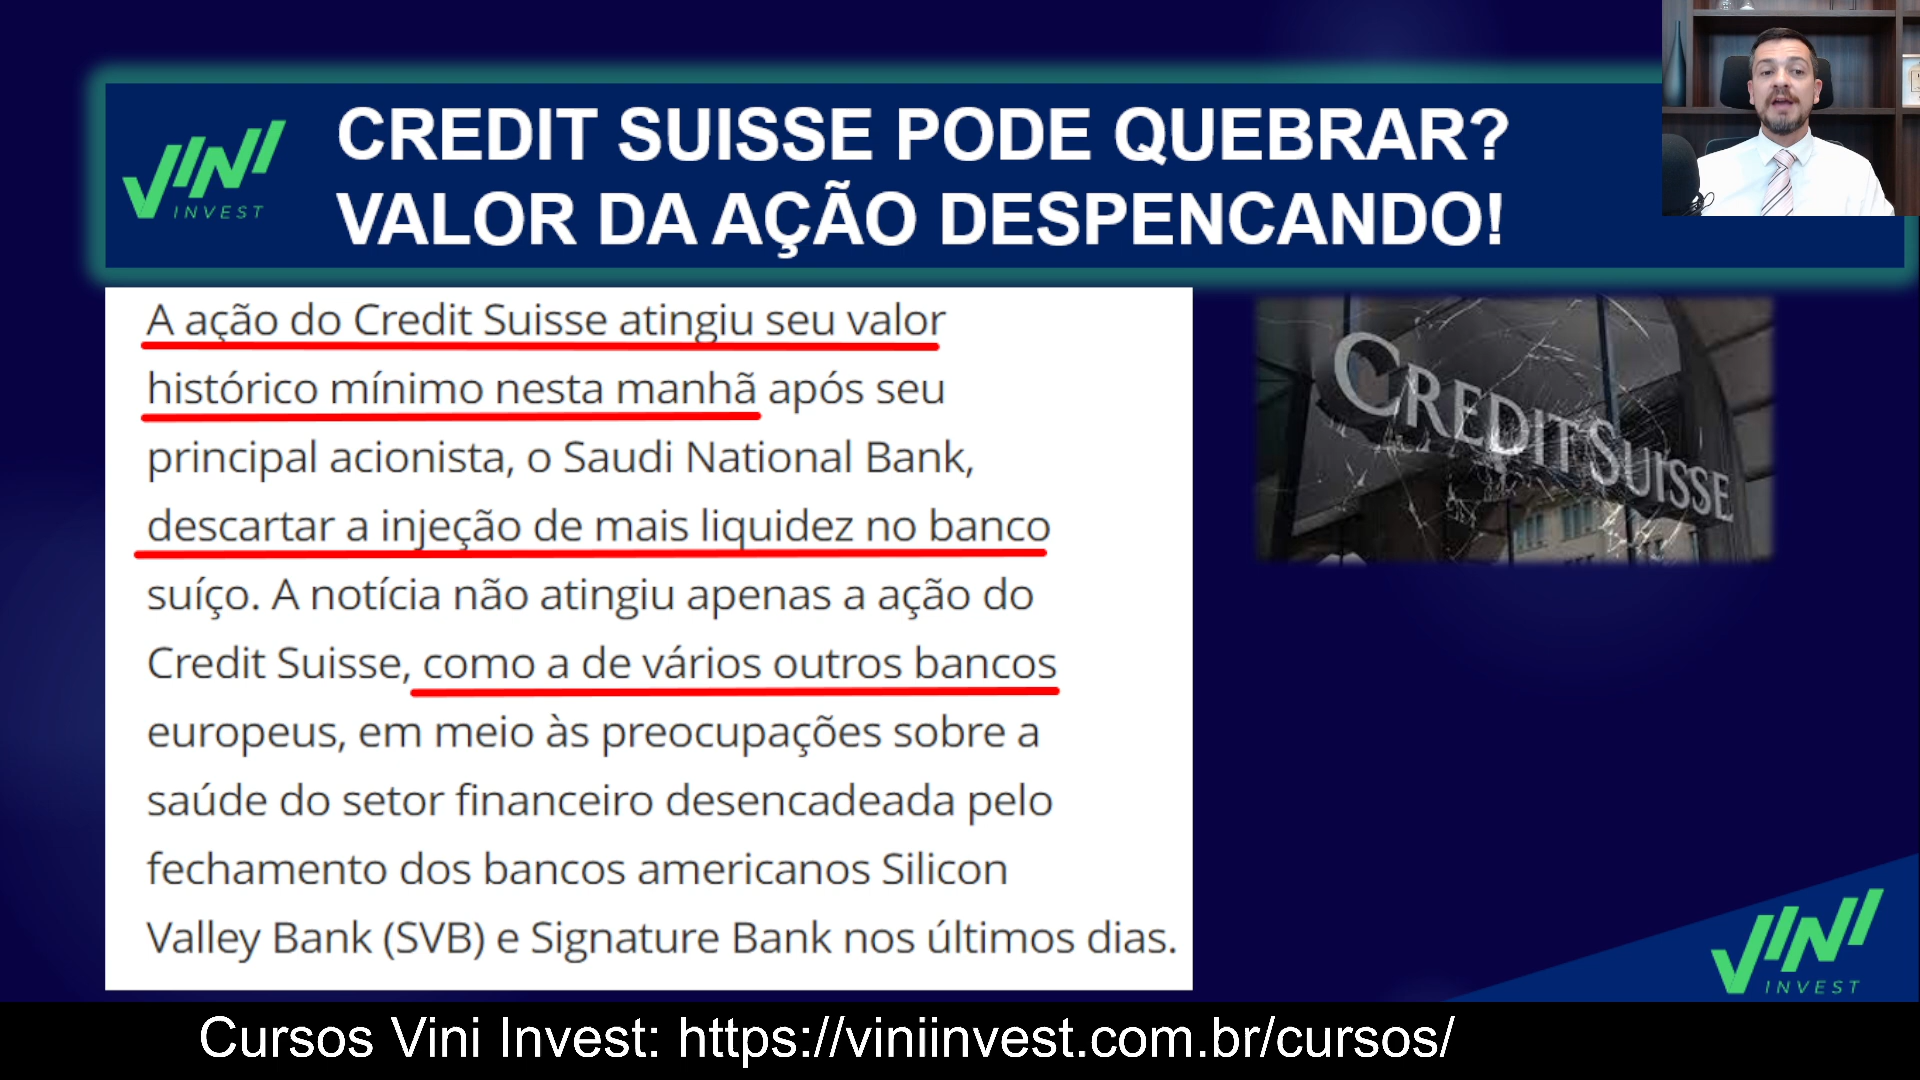 VINI
INVEST
CREDIT SUISSE PODE QUEBRAR?
VALOR DA AÇÃO DESPENCANDO!
A ação do Credit Suisse atingiu seu valor
histórico mínimo nesta manhã após seu
principal acionista, o Saudi National Bank,
descartar a injeção de mais liquidez no banco
suíço. A notícia não atingiu apenas a ação do
Credit Suisse, como a de vários outros bancos
europeus, em meio às preocupações sobre a
saúde do setor financeiro desencadeada pelo
fechamento dos bancos americanos Silicon
Valley Bank (SVB) e Signature Bank nos últimos dias.
CREDIT SUISSE
VINI
INVEST
Cursos Vini Invest: https://viniinvest.com.br/cursos/